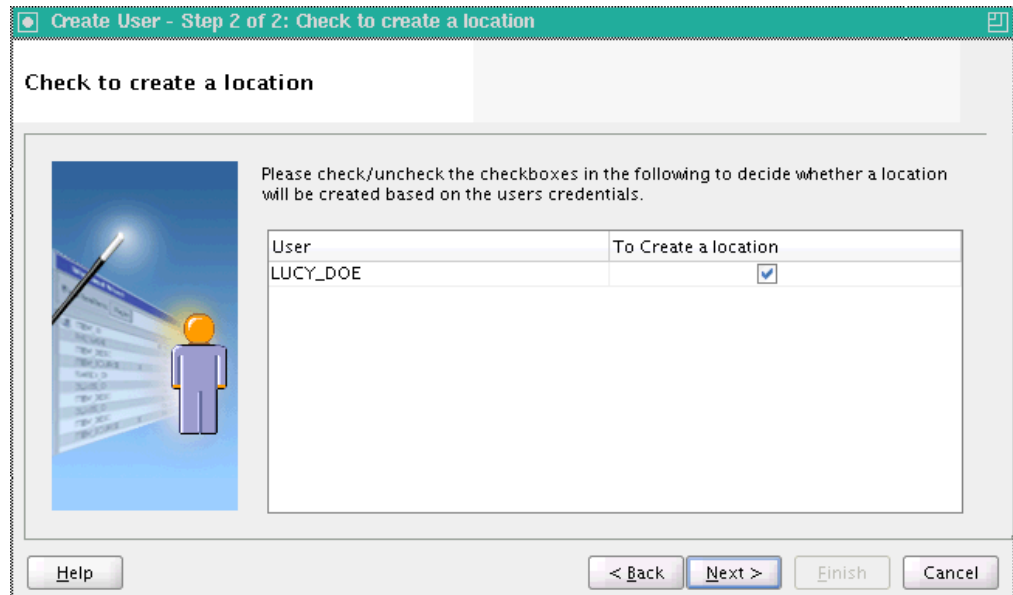 Create User - Step 2 of 2: Check to create a location
Check to create a location
Please check/uncheck the checkboxes in the following to decide whether a location
will be created based on the users credentials.
User To Create a location
LUCY_DOE
Help < Back Next > Finish Cancel